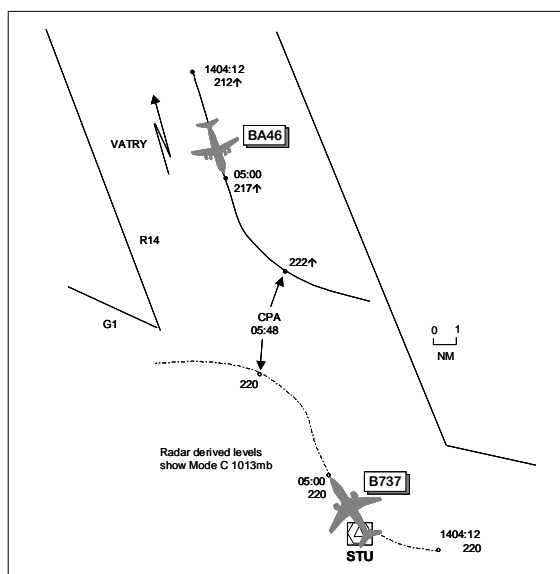 1404:12
212↑
BA46
VATRY
05:00
217↑
R14
222↑
G1
CPA
05:48
0 1
NM
220
Radar derived levels
show Mode C 1013mb
05:00
220
B737
1404:12
220
STU